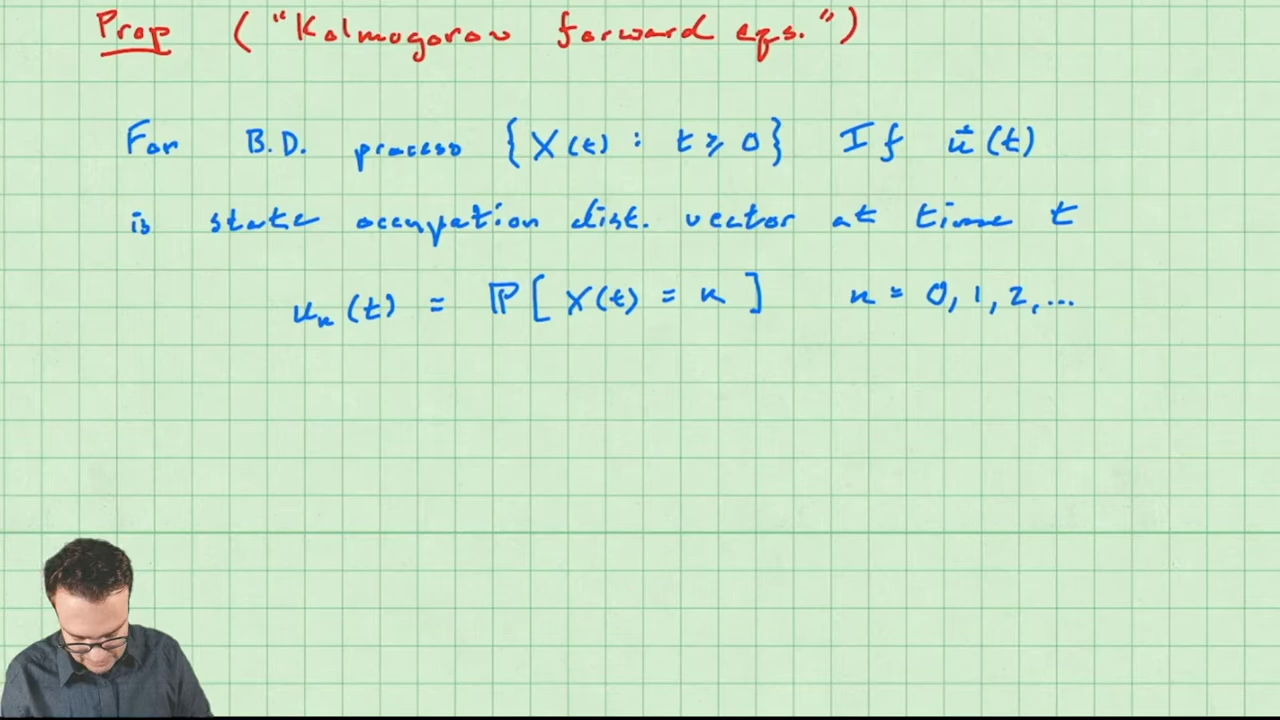 Prop ("Kolmogorov forward eqs.")
For B.D. process {X(t) : t ≥ 0} If u⃗(t)
is state occupation dist. vector at time t
uₙ(t) = ℙ[X(t) = n] n = 0, 1, 2, ...